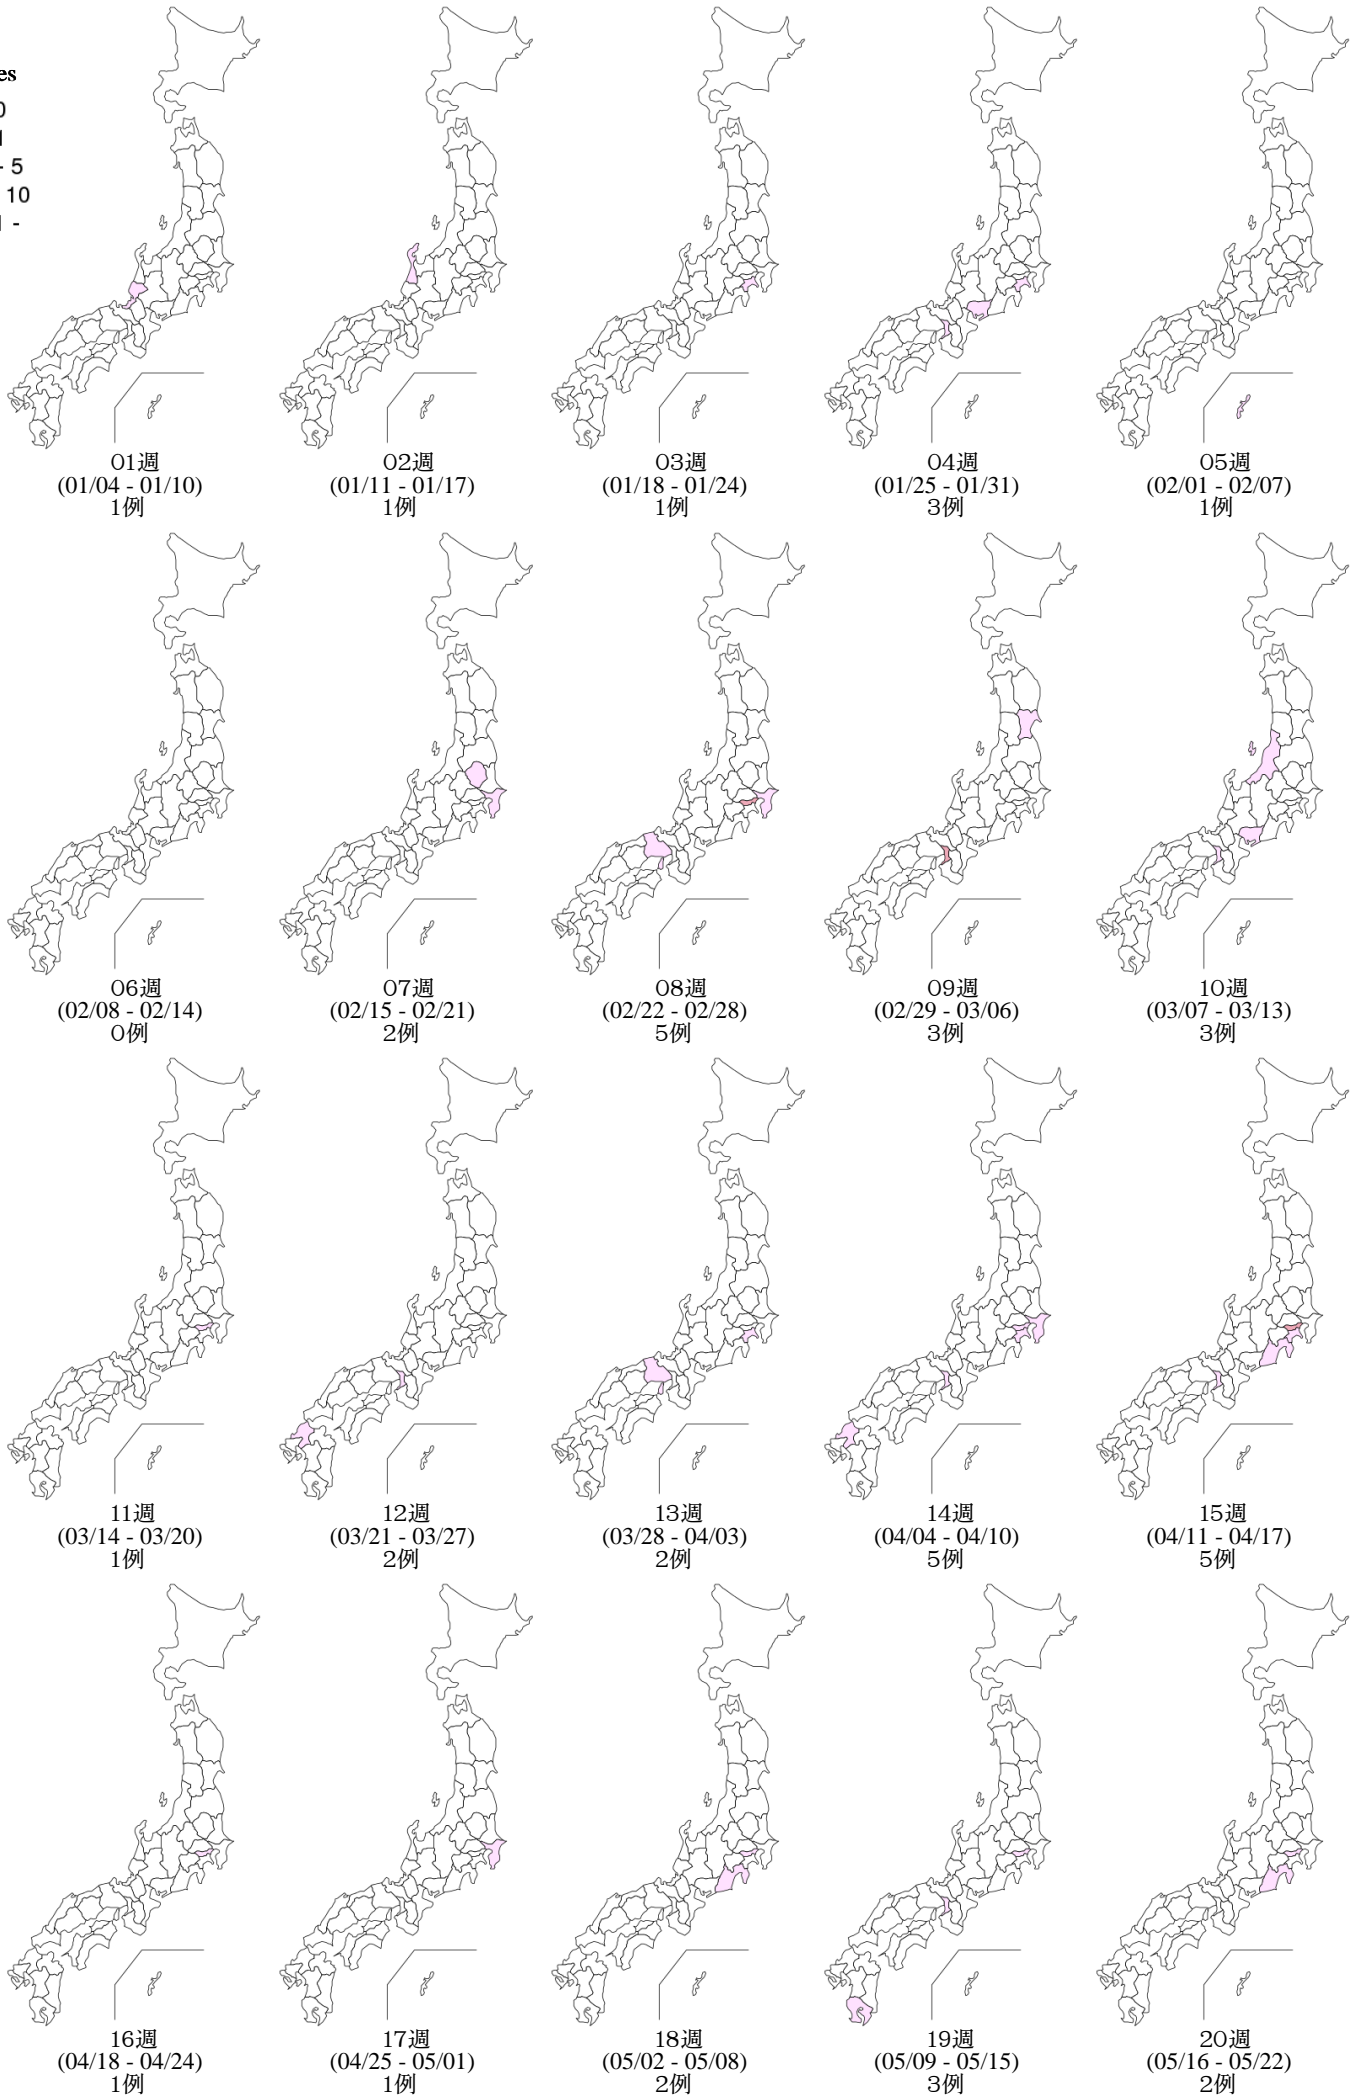 es
0
- 5
10
-
01週
(01/04 - 01/10)
1例
02週
(01/11 - 01/17)
1例
03週
(01/18 - 01/24)
1例
04週
(01/25 - 01/31)
3例
05週
(02/01 - 02/07)
1例
06週
(02/08 - 02/14)
0例
07週
(02/15 - 02/21)
2例
08週
(02/22 - 02/28)
5例
09週
(02/29 - 03/06)
3例
10週
(03/07 - 03/13)
3例
11週
(03/14 - 03/20)
1例
12週
(03/21 - 03/27)
2例
13週
(03/28 - 04/03)
2例
14週
(04/04 - 04/10)
5例
15週
(04/11 - 04/17)
5例
16週
(04/18 - 04/24)
1例
17週
(04/25 - 05/01)
1例
18週
(05/02 - 05/08)
2例
19週
(05/09 - 05/15)
3例
20週
(05/16 - 05/22)
2例